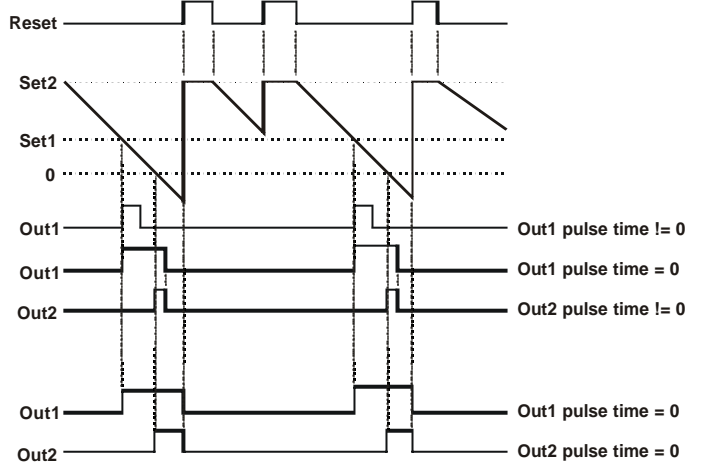 Reset
Set2
Set1
0
Out1 Out1 pulse time != 0
Out1 Out1 pulse time = 0
Out2 Out2 pulse time != 0
Out1 Out1 pulse time = 0
Out2 Out2 pulse time = 0